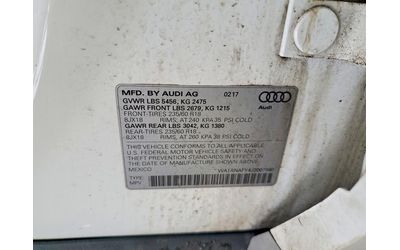 MFD. BY AUDI AG 0217
GVWR LBS 5456, KG 2475
GAWR FRONT LBS 2679, KG 1215
FRONT-TIRES 235/60 R18
8JX18 RIMS, AT 240 KPA 35 PSI COLD
GAWR REAR LBS 3042, KG 1380
REAR-TIRES 235/60 R18
8JX18 RIMS, AT 260 KPA 38 PSI COLD
Audi
THIS VEHICLE CONFORMS TO ALL APPLICABLE
U.S. FEDERAL MOTOR VEHICLE SAFETY AND
THEFT PREVENTION STANDARDS IN EFFECT ON
THE DATE OF MANUFACTURE SHOWN ABOVE.
MEXICO
TYPE:
MPV